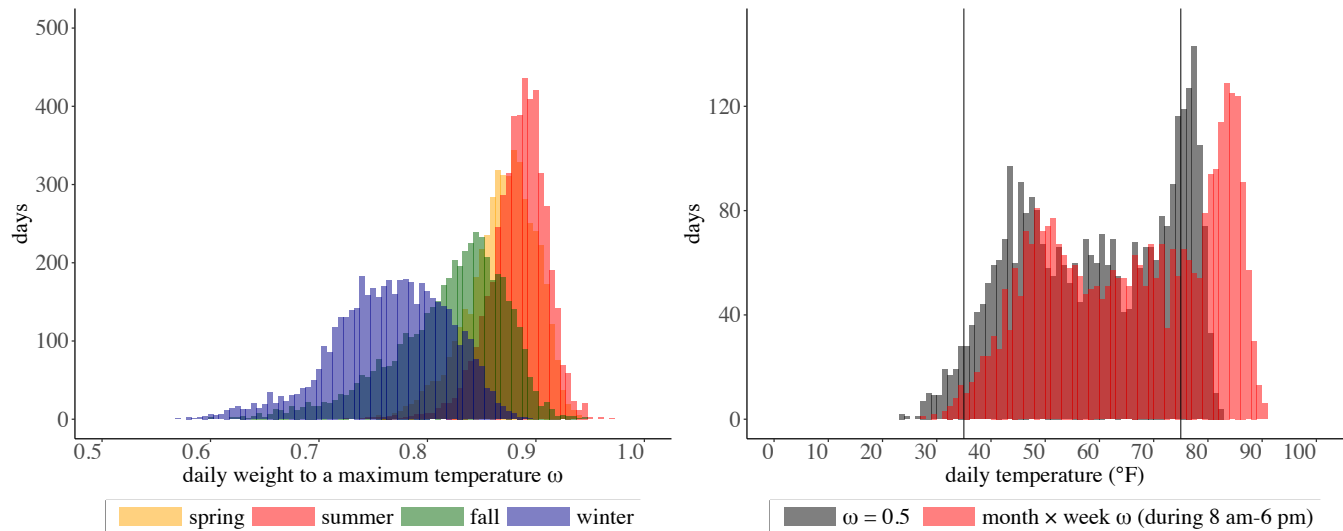 500
400
300
200
100
0
days
0.5 0.6 0.7 0.8 0.9 1.0
daily weight to a maximum temperature ω
spring summer fall winter
120
80
40
0
days
0 10 20 30 40 50 60 70 80 90 100
daily temperature (°F)
ω = 0.5 month × week ω (during 8 am-6 pm)